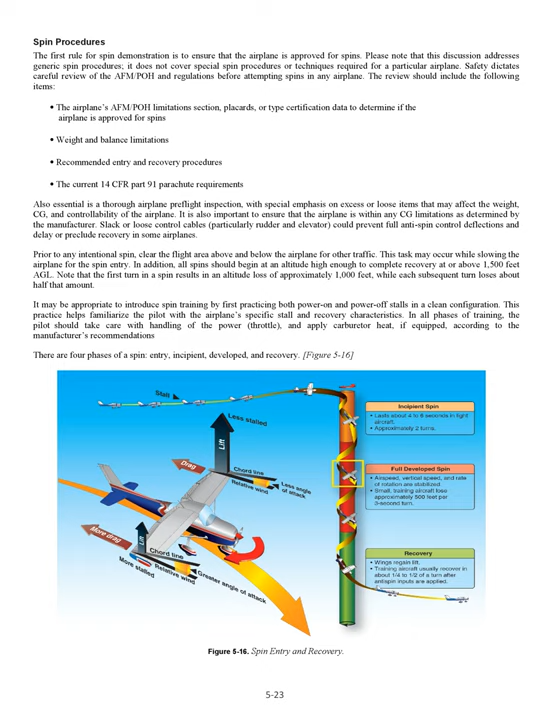 Spin Procedures
The first rule for spin demonstration is to ensure that the airplane is approved for spins. Please note that this discussion addresses
generic spin procedures; it does not cover special spin procedures or techniques required for a particular airplane. Safety dictates
careful review of the AFM/POH and regulations before attempting spins in any airplane. The review should include the following
items:
• The airplane’s AFM/POH limitations section, placards, or type certification data to determine if the
airplane is approved for spins
• Weight and balance limitations
• Recommended entry and recovery procedures
• The current 14 CFR part 91 parachute requirements
Also essential is a thorough airplane preflight inspection, with special emphasis on excess or loose items that may affect the weight,
CG, and controllability of the airplane. It is also important to ensure that the airplane is within any CG limitations as determined by
the manufacturer. Slack or loose control cables (particularly rudder and elevator) could prevent full anti-spin control deflections and
delay or preclude recovery in some airplanes.
Prior to any intentional spin, clear the flight area above and below the airplane for other traffic. This task may occur while slowing the
airplane for the spin entry. In addition, all spins should begin at an altitude high enough to complete recovery at or above 1,500 feet
AGL. Note that the first turn in a spin results in an altitude loss of approximately 1,000 feet, while each subsequent turn loses about
half that amount.
It may be appropriate to introduce spin training by first practicing both power-on and power-off stalls in a clean configuration. This
practice helps familiarize the pilot with the airplane’s specific stall and recovery characteristics. In all phases of training, the
pilot should take care with handling of the power (throttle), and apply carburetor heat, if equipped, according to the
manufacturer’s recommendations
There are four phases of a spin: entry, incipient, developed, and recovery. [Figure 5-16]
Stall
Less stalled
Lift
Drag
Chord line
Relative wind
Less angle
of attack
More drag
Lift
Chord line
Relative wind
More stalled
Greater angle of attack
Incipient Spin
• Lasts about 4 to 6 seconds in light
aircraft.
• Approximately 2 turns.
Full Developed Spin
• Airspeed, vertical speed, and rate
of rotation are stabilized.
• Small, training aircraft lose
approximately 500 feet per
3-second turn.
Recovery
• Wings regain lift.
• Training aircraft usually recover in
about 1/4 to 1/2 of a turn after
antispin inputs are applied.
Figure 5-16. Spin Entry and Recovery.
5-23